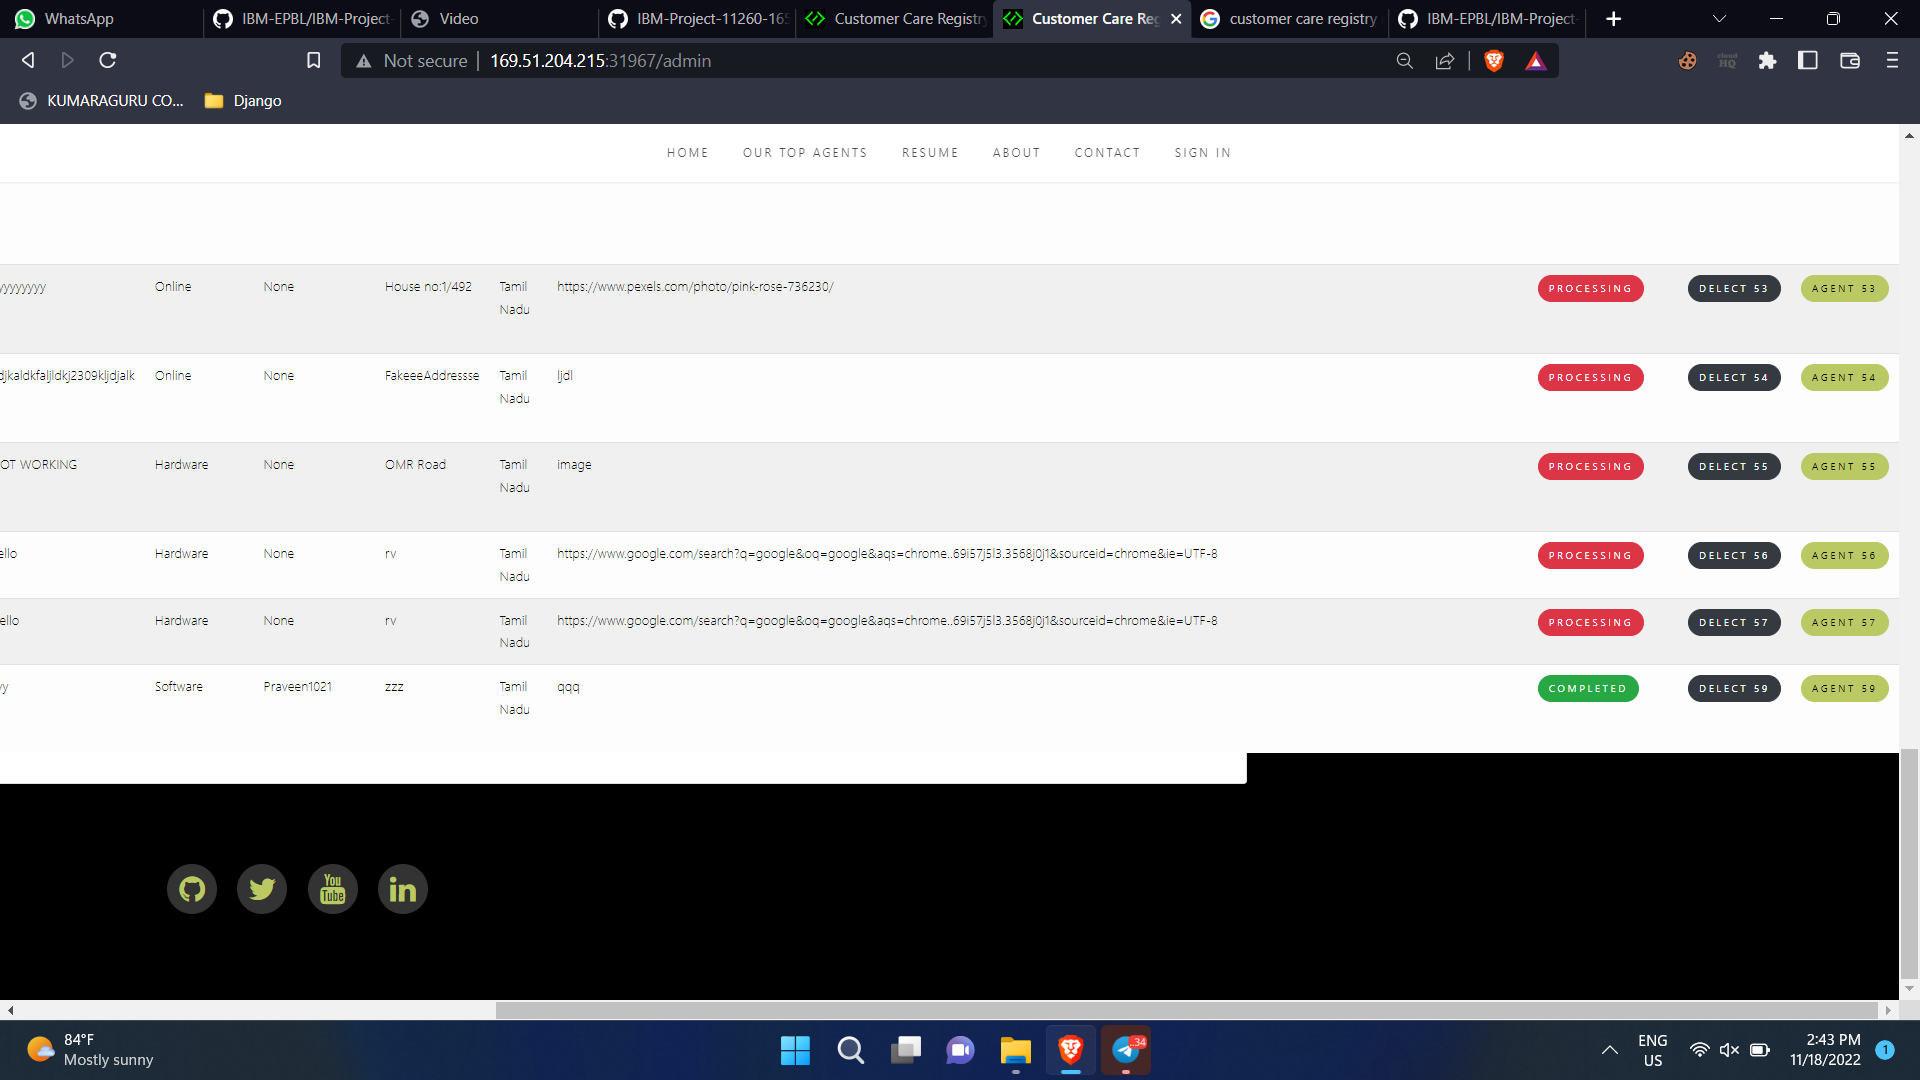 WhatsApp
IBM-EPBL/IBM-Project-
Video
IBM-Project-11260-165
Customer Care Registry
Customer Care Reg
customer care registry
IBM-EPBL/IBM-Project-
Not secure
169.51.204.215:31967/admin
cloud
HQ
KUMARAGURU CO...
Django
HOME OUR TOP AGENTS RESUME ABOUT CONTACT SIGN IN
yyyyyyyy Online None House no:1/492 Tamil Nadu https://www.pexels.com/photo/pink-rose-736230/ PROCESSING DELECT 53 AGENT 53
djkaldkfaljldkj2309kljdjalk Online None FakeeeAddressse Tamil Nadu ljdl PROCESSING DELECT 54 AGENT 54
OT WORKING Hardware None OMR Road Tamil Nadu image PROCESSING DELECT 55 AGENT 55
ello Hardware None rv Tamil Nadu https://www.google.com/search?q=google&oq=google&aqs=chrome..69i57j5l3.3568j0j1&sourceid=chrome&ie=UTF-8 PROCESSING DELECT 56 AGENT 56
ello Hardware None rv Tamil Nadu https://www.google.com/search?q=google&oq=google&aqs=chrome..69i57j5l3.3568j0j1&sourceid=chrome&ie=UTF-8 PROCESSING DELECT 57 AGENT 57
Software Praveen1021 zzz Tamil Nadu qqq COMPLETED DELECT 59 AGENT 59
You
Tube
in
84°F
Mostly sunny
34
ENG
US
2:43 PM
11/18/2022
1